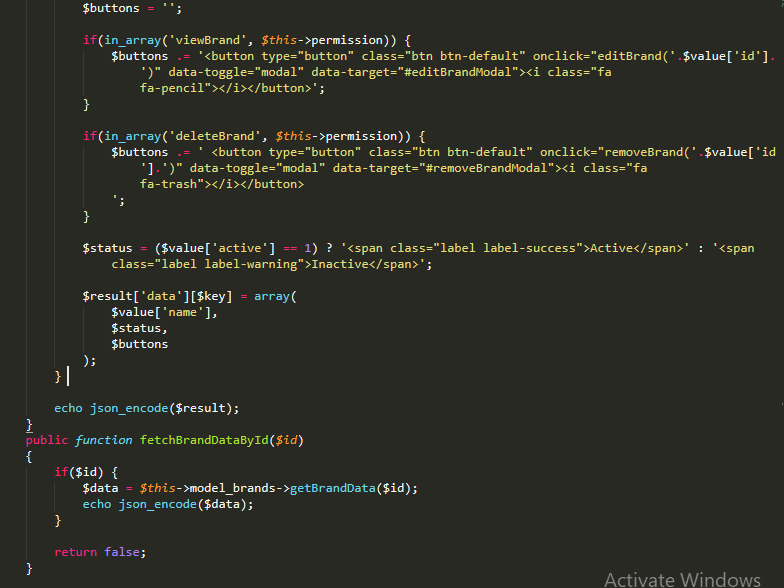 $buttons = '';
if(in_array('viewBrand', $this->permission)) {
$buttons .= '<button type="button" class="btn btn-default" onclick="editBrand('.$value['id'].
')" data-toggle="modal" data-target="#editBrandModal"><i class="fa
fa-pencil"></i></button>';
}
if(in_array('deleteBrand', $this->permission)) {
$buttons .= ' <button type="button" class="btn btn-default" onclick="removeBrand('.$value['id
'].')" data-toggle="modal" data-target="#removeBrandModal"><i class="fa
fa-trash"></i></button>
';
}
$status = ($value['active'] == 1) ? '<span class="label label-success">Active</span>' : '<span
class="label label-warning">Inactive</span>';
$result['data'][$key] = array(
$value['name'],
$status,
$buttons
);
}
echo json_encode($result);
}
public function fetchBrandDataById($id)
{
if($id) {
$data = $this->model_brands->getBrandData($id);
echo json_encode($data);
}
return false;
}
Activate Windows